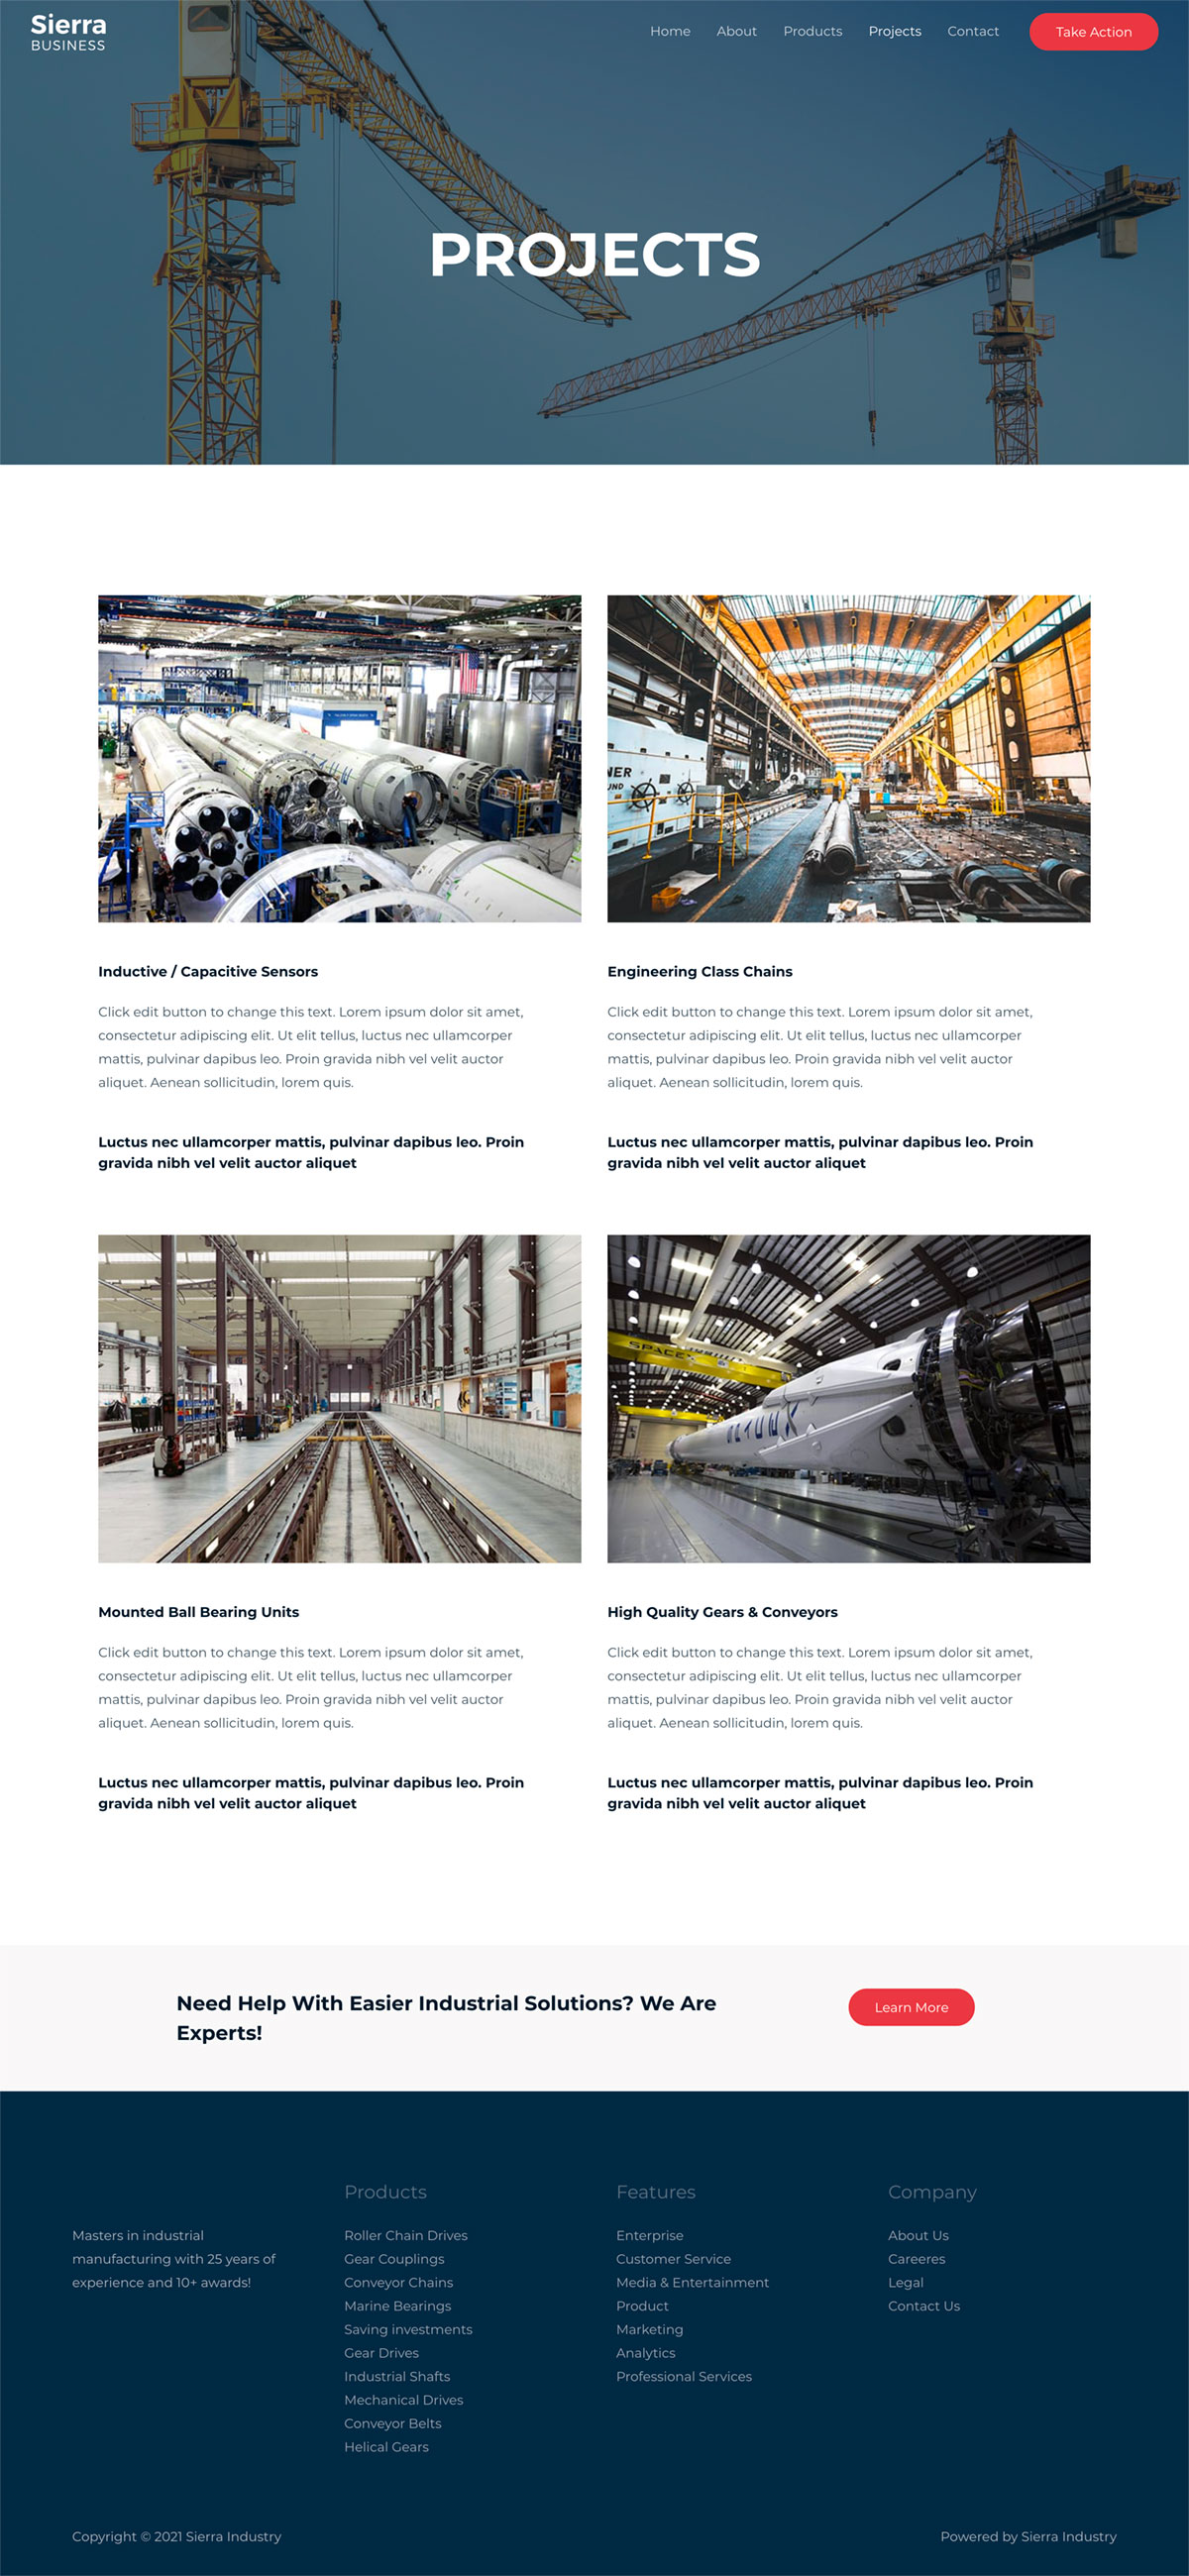 Sierra
BUSINESS
Home
About
Products
Projects
Contact
Take Action
PROJECTS
NER
UND
Inductive / Capacitive Sensors
Click edit button to change this text. Lorem ipsum dolor sit amet,
consectetur adipiscing elit. Ut elit tellus, luctus nec ullamcorper
mattis, pulvinar dapibus leo. Proin gravida nibh vel velit auctor
aliquet. Aenean sollicitudin, lorem quis.
Luctus nec ullamcorper mattis, pulvinar dapibus leo. Proin
gravida nibh vel velit auctor aliquet
Engineering Class Chains
Click edit button to change this text. Lorem ipsum dolor sit amet,
consectetur adipiscing elit. Ut elit tellus, luctus nec ullamcorper
mattis, pulvinar dapibus leo. Proin gravida nibh vel velit auctor
aliquet. Aenean sollicitudin, lorem quis.
Luctus nec ullamcorper mattis, pulvinar dapibus leo. Proin
gravida nibh vel velit auctor aliquet
Mounted Ball Bearing Units
Click edit button to change this text. Lorem ipsum dolor sit amet,
consectetur adipiscing elit. Ut elit tellus, luctus nec ullamcorper
mattis, pulvinar dapibus leo. Proin gravida nibh vel velit auctor
aliquet. Aenean sollicitudin, lorem quis.
Luctus nec ullamcorper mattis, pulvinar dapibus leo. Proin
gravida nibh vel velit auctor aliquet
High Quality Gears & Conveyors
Click edit button to change this text. Lorem ipsum dolor sit amet,
consectetur adipiscing elit. Ut elit tellus, luctus nec ullamcorper
mattis, pulvinar dapibus leo. Proin gravida nibh vel velit auctor
aliquet. Aenean sollicitudin, lorem quis.
Luctus nec ullamcorper mattis, pulvinar dapibus leo. Proin
gravida nibh vel velit auctor aliquet
Need Help With Easier Industrial Solutions? We Are
Experts!
Learn More
Masters in industrial
manufacturing with 25 years of
experience and 10+ awards!
Products
Roller Chain Drives
Gear Couplings
Conveyor Chains
Marine Bearings
Saving investments
Gear Drives
Industrial Shafts
Mechanical Drives
Conveyor Belts
Helical Gears
Features
Enterprise
Customer Service
Media & Entertainment
Product
Marketing
Analytics
Professional Services
Company
About Us
Careeres
Legal
Contact Us
Copyright © 2021 Sierra Industry
Powered by Sierra Industry